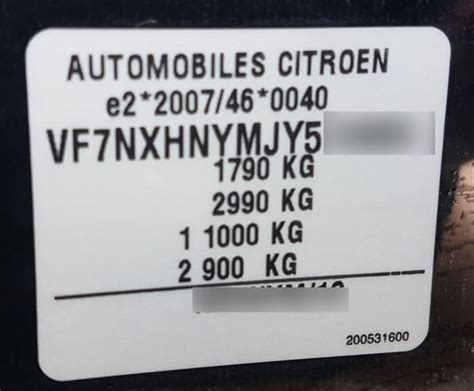 AUTOMOBILES CITROEN
e2*2007/46*0040
VF7NXHNYMJY5
1790 KG
2990 KG
1 1000 KG
2 900 KG
200531600